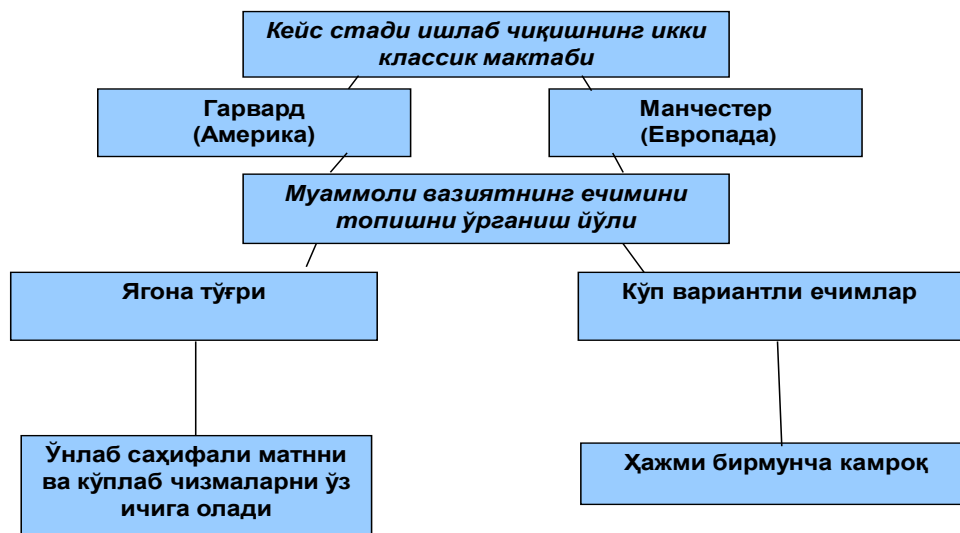 Кейс стади ишлаб чиқишнинг икки
классик мактаби
Гарвард
(Америка)
Манчестер
(Европада)
Муаммоли вазиятнинг ечимини
топишни ўрганиш йўли
Ягона тўғри
Кўп вариантли ечимлар
Ўнлаб саҳифали матнни
ва кўплаб чизмаларни ўз
ичига олади
Ҳажми бирмунча камроқ